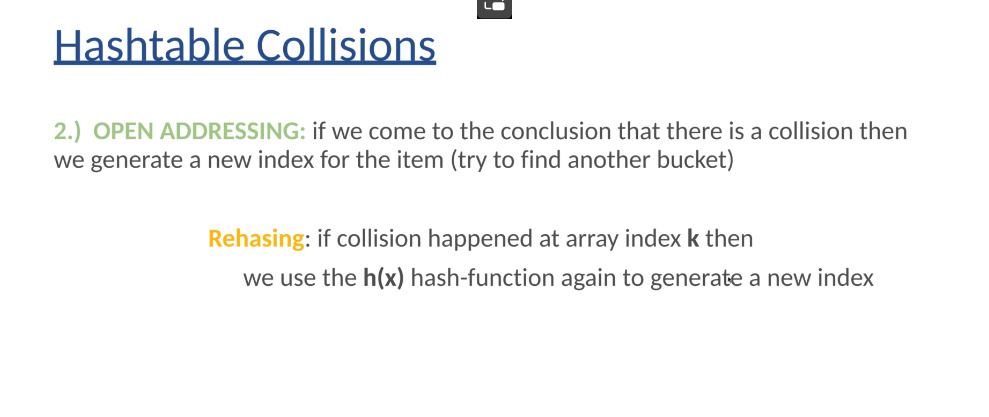 Hashtable Collisions
2.) OPEN ADDRESSING: if we come to the conclusion that there is a collision then
we generate a new index for the item (try to find another bucket)
Rehasing: if collision happened at array index k then
we use the h(x) hash-function again to generate a new index